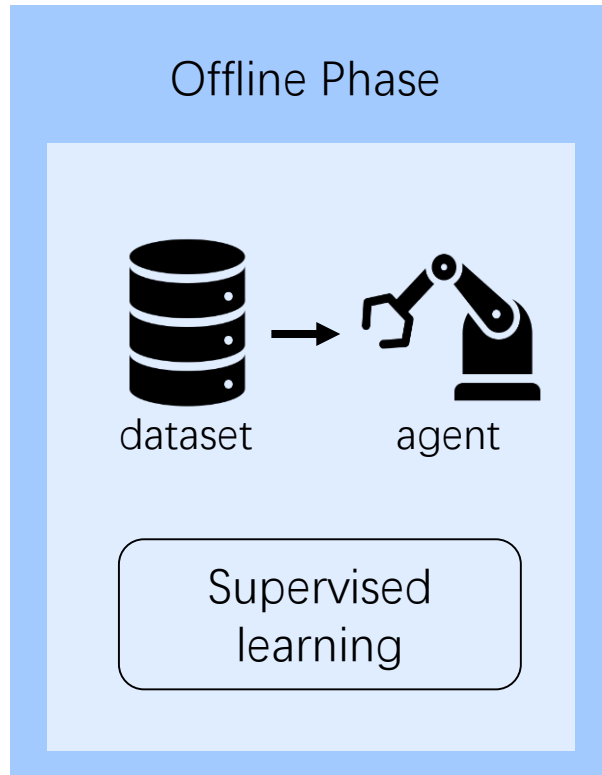 Offline Phase
dataset
agent
Supervised
learning